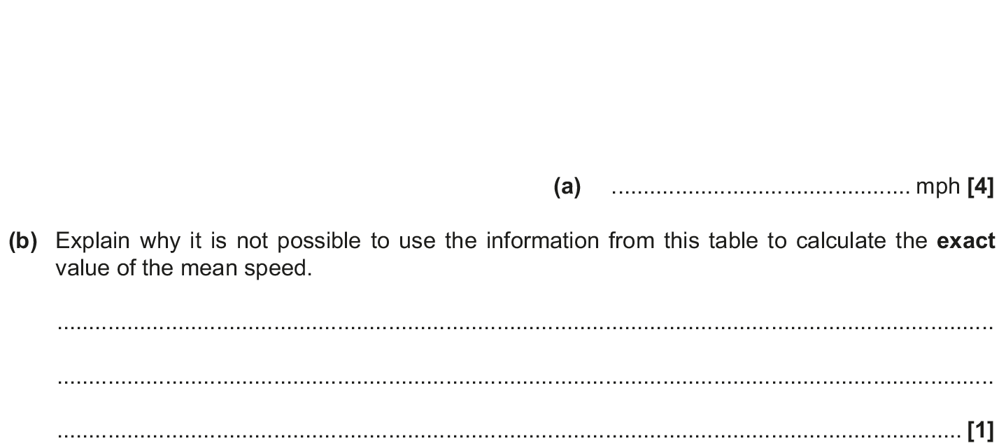 (a) .............................................. mph [4]
(b) Explain why it is not possible to use the information from this table to calculate the exact
value of the mean speed.
....................................................................................................................................................
....................................................................................................................................................
............................................................................................................................................... [1]